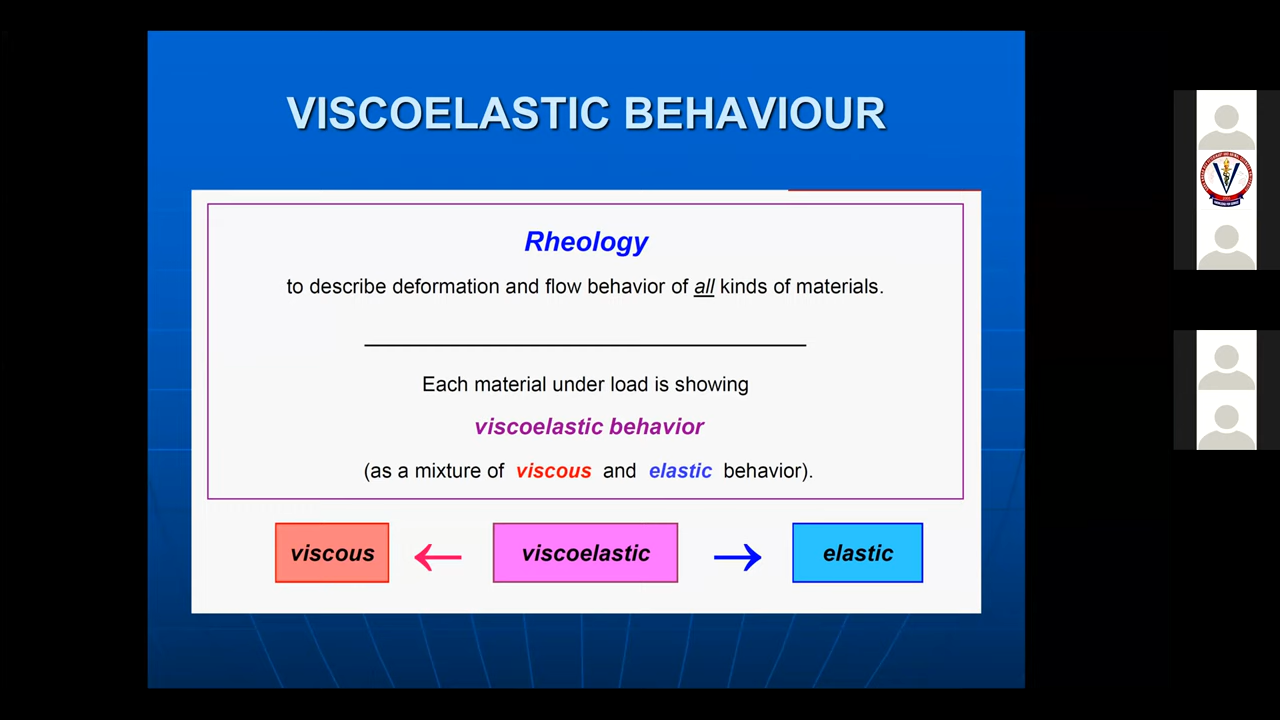 VISCOELASTIC BEHAVIOUR
Rheology
to describe deformation and flow behavior of all kinds of materials.
Each material under load is showing
viscoelastic behavior
(as a mixture of viscous and elastic behavior).
viscous ← viscoelastic → elastic